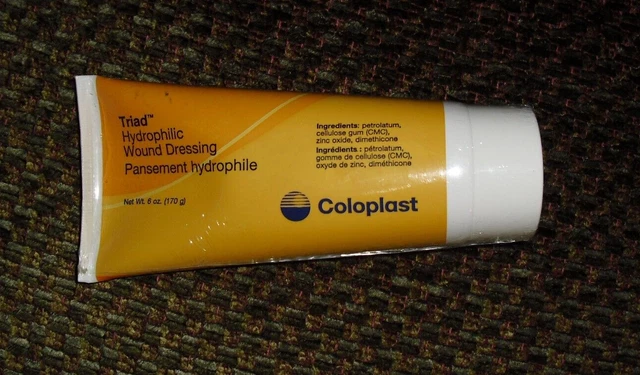 Triad™
Hydrophilic
Wound Dressing
Pansement hydrophile
Net Wt. 6 oz. (170 g)
Ingredients: petrolatum,
cellulose gum (CMC),
zinc oxide, dimethicone
Ingrédients : pétrolatum,
gomme de cellulose (CMC),
oxyde de zinc, diméthicone
Coloplast